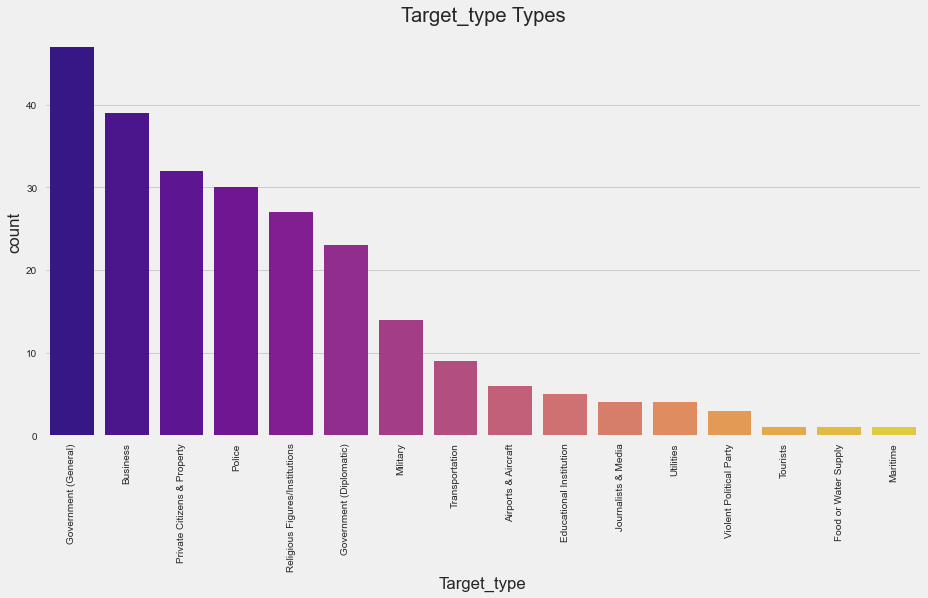 Target_type Types
count
40
30
20
10
0
Government (General)
Business
Private Citizens & Property
Police
Religious Figures/Institutions
Government (Diplomatic)
Military
Transportation
Airports & Aircraft
Educational Institution
Journalists & Media
Utilities
Violent Political Party
Tourists
Food or Water Supply
Maritime
Target_type